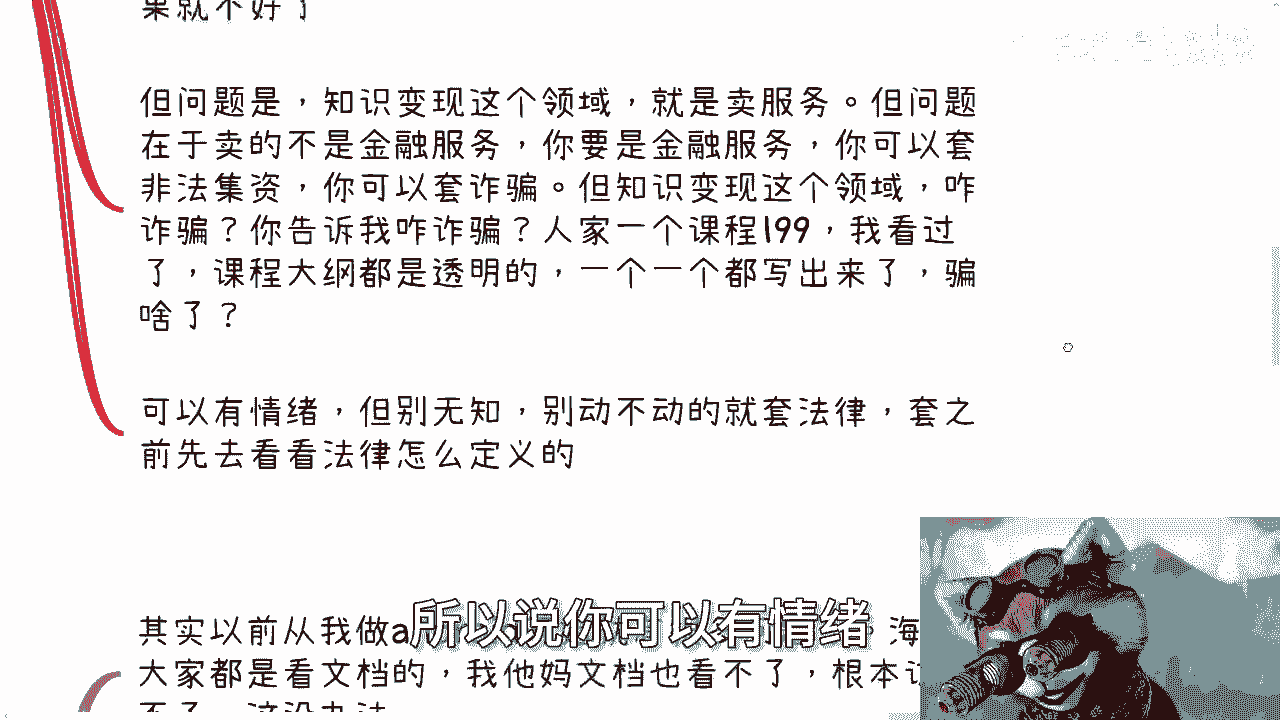 果就不好了
但问题是，知识变现这个领域，就是卖服务。但问题
在于卖的不是金融服务，你要是金融服务，你可以套
非法集资，你可以套诈骗。但知识变现这个领域，咋
诈骗？你告诉我咋诈骗？人家一个课程199，我看过
了，课程大纲都是透明的，一个一个都写出来了，骗
啥了？
可以有情绪，但别无知，别动不动的就套法律，套之
前先去看看法律怎么定义的
其实以前从我做a
海
所以说你可以有情绪
大家都是看文档的，我他妈文档也看不了，根本
不了，这没办法